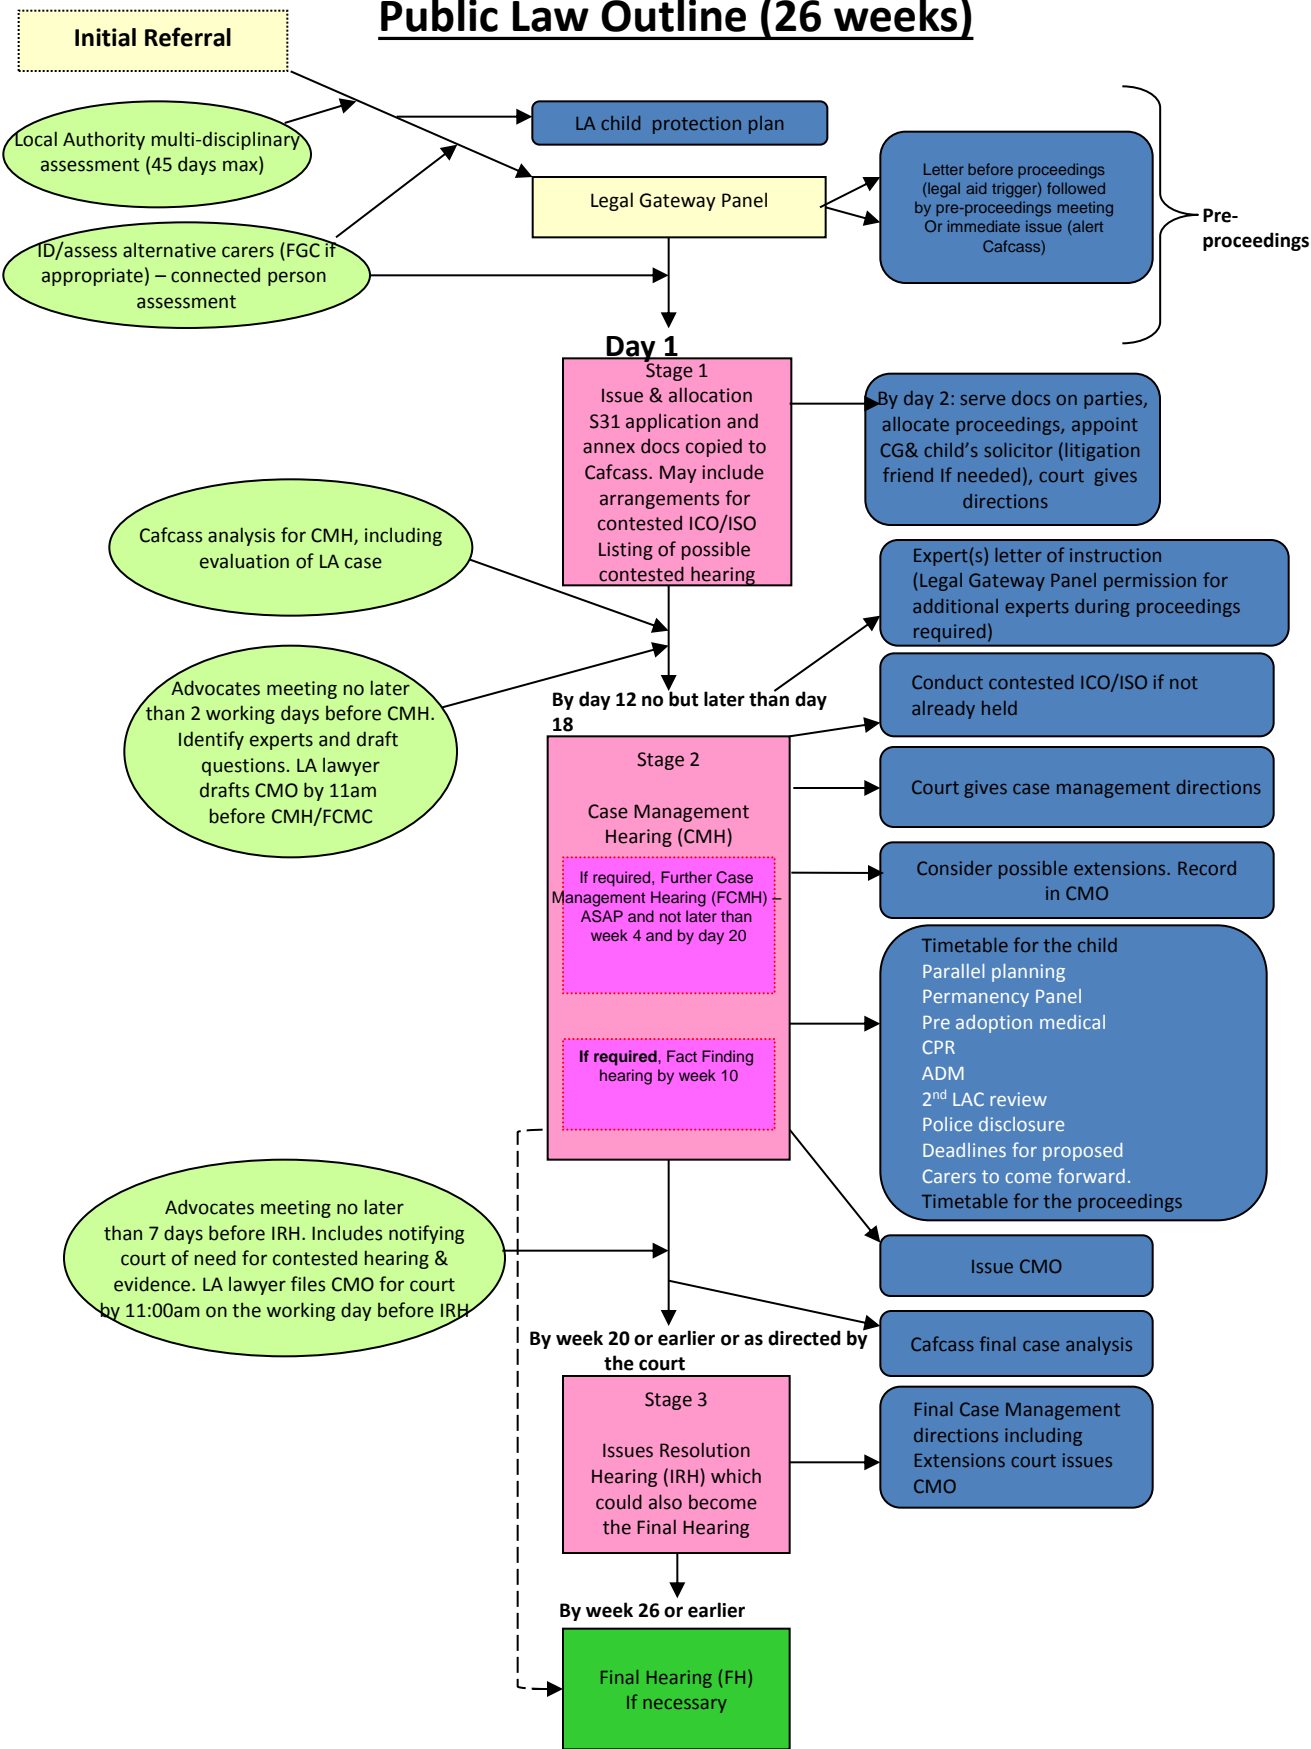 Public Law Outline (26 weeks)
Initial Referral
Local Authority multi-disciplinary
assessment (45 days max)
LA child  protection plan
Legal Gateway Panel
Letter before proceedings
(legal aid trigger) followed
by pre-proceedings meeting
Or immediate issue (alert
Cafcass)
Pre-
proceedings
ID/assess alternative carers (FGC if
appropriate) – connected person
assessment
Day 1
Stage 1
Issue & allocation
S31 application and
annex docs copied to
Cafcass. May include
arrangements for
contested ICO/ISO
Listing of possible
contested hearing
By day 2: serve docs on parties,
allocate proceedings, appoint
CG& child’s solicitor (litigation
friend If needed), court  gives
directions
Cafcass analysis for CMH, including
evaluation of LA case
Expert(s) letter of instruction
(Legal Gateway Panel permission for
additional experts during proceedings
required)
Advocates meeting no later
than 2 working days before CMH.
Identify experts and draft
questions. LA lawyer
drafts CMO by 11am
before CMH/FCMC
By day 12 no but later than day
18
Conduct contested ICO/ISO if not
already held
Stage 2
Case Management
Hearing (CMH)
If required, Further Case
Management Hearing (FCMH) –
ASAP and not later than
week 4 and by day 20
If required, Fact Finding
hearing by week 10
Court gives case management directions
Consider possible extensions. Record
in CMO
Timetable for the child
Parallel planning
Permanency Panel
Pre adoption medical
CPR
ADM
2nd LAC review
Police disclosure
Deadlines for proposed
Carers to come forward.
Timetable for the proceedings
Advocates meeting no later
than 7 days before IRH. Includes notifying
court of need for contested hearing &
evidence. LA lawyer files CMO for court
by 11:00am on the working day before IRH
Issue CMO
Cafcass final case analysis
By week 20 or earlier or as directed by
the court
Stage 3
Issues Resolution
Hearing (IRH) which
could also become
the Final Hearing
Final Case Management
directions including
Extensions court issues
CMO
By week 26 or earlier
Final Hearing (FH)
If necessary